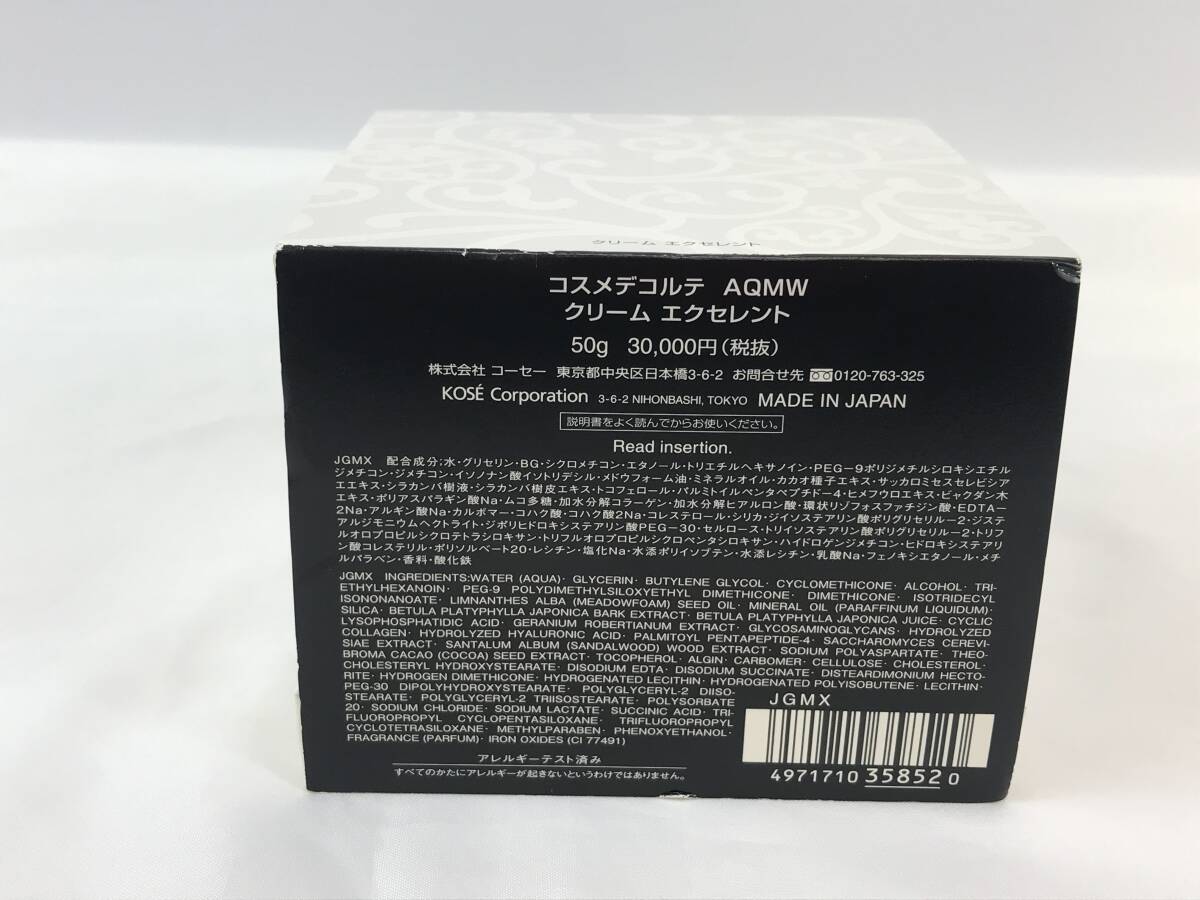 クリーム エクセレント
コスメデコルテ AQMW
クリーム エクセレント
50g 30,000円(税抜)
株式会社 コーセー 東京都中央区日本橋3-6-2 お問合せ先 0120-763-325
KOSÉ Corporation 3-6-2 NIHONBASHI, TOKYO MADE IN JAPAN
説明書をよく読んでからお使いください。
Read insertion.
JGMX 配合成分;水・グリセリン・BG・シクロメチコン・エタノール・トリエチルヘキサノイン・PEG-9ポリジメチルシロキシエチル
ジメチコン・ジメチコン・イソノナン酸イソトリデシル・メドウフォーム油・ミネラルオイル・カカオ種子エキス・サッカロミセスセレビシア
エエキス・シラカンバ樹液・シラカンバ樹皮エキス・トコフェロール・パルミトイルペンタペプチド-4・ヒメフウロエキス・ビャクダン木
エキス・ポリアスパラギン酸Na・ムコ多糖・加水分解コラーゲン・加水分解ヒアルロン酸・環状リゾフォスファチジン酸・EDTA-
2Na・アルギン酸Na・カルボマー・コハク酸・コハク酸2Na・コレステロール・シリカ・ジイソステアリン酸ポリグリセリル-2・ジステ
アルジモニウムヘクトライト・ジポリヒドロキシステアリン酸PEG-30・セルロース・トリイソステアリン酸ポリグリセリル-2・トリフ
ルオロプロピルシクロテトラシロキサン・トリフルオロプロピルシクロペンタシロキサン・ハイドロゲンジメチコン・ヒドロキシステアリ
ン酸コレステリル・ポリソルベート20・レシチン・塩化Na・水添ポリイソブテン・水添レシチン・乳酸Na・フェノキシエタノール・メチ
ルパラベン・香料・酸化鉄
JGMX INGREDIENTS:WATER (AQUA)· GLYCERIN· BUTYLENE GLYCOL· CYCLOMETHICONE· ALCOHOL· TRI-
ETHYLHEXANOIN· PEG-9 POLYDIMETHYLSILOXYETHYL DIMETHICONE· DIMETHICONE· ISOTRIDECYL
ISONONANOATE· LIMNANTHES ALBA (MEADOWFOAM) SEED OIL· MINERAL OIL (PARAFFINUM LIQUIDUM)·
SILICA· BETULA PLATYPHYLLA JAPONICA BARK EXTRACT· BETULA PLATYPHYLLA JAPONICA JUICE· CYCLIC
LYSOPHOSPHATIDIC ACID· GERANIUM ROBERTIANUM EXTRACT· GLYCOSAMINOGLYCANS· HYDROLYZED
COLLAGEN· HYDROLYZED HYALURONIC ACID· PALMITOYL PENTAPEPTIDE-4· SACCHAROMYCES CEREVI-
SIAE EXTRACT· SANTALUM ALBUM (SANDALWOOD) WOOD EXTRACT· SODIUM POLYASPARTATE· THEO-
BROMA CACAO (COCOA) SEED EXTRACT· TOCOPHEROL· ALGIN· CARBOMER· CELLULOSE· CHOLESTEROL·
CHOLESTERYL HYDROXYSTEARATE· DISODIUM EDTA· DISODIUM SUCCINATE· DISTEARDIMONIUM HECTO-
RITE· HYDROGEN DIMETHICONE· HYDROGENATED LECITHIN· HYDROGENATED POLYISOBUTENE· LECITHIN·
PEG-30 DIPOLYHYDROXYSTEARATE· POLYGLYCERYL-2 DIISO-
STEARATE· POLYGLYCERYL-2 TRIISOSTEARATE· POLYSORBATE
20· SODIUM CHLORIDE· SODIUM LACTATE· SUCCINIC ACID· TRI-
FLUOROPROPYL CYCLOPENTASILOXANE· TRIFLUOROPROPYL
CYCLOTETRASILOXANE· METHYLPARABEN· PHENOXYETHANOL·
FRAGRANCE (PARFUM)· IRON OXIDES (CI 77491)
アレルギーテスト済み
すべてのかたにアレルギーが起きないというわけではありません。
JGMX
4971710 35852 0